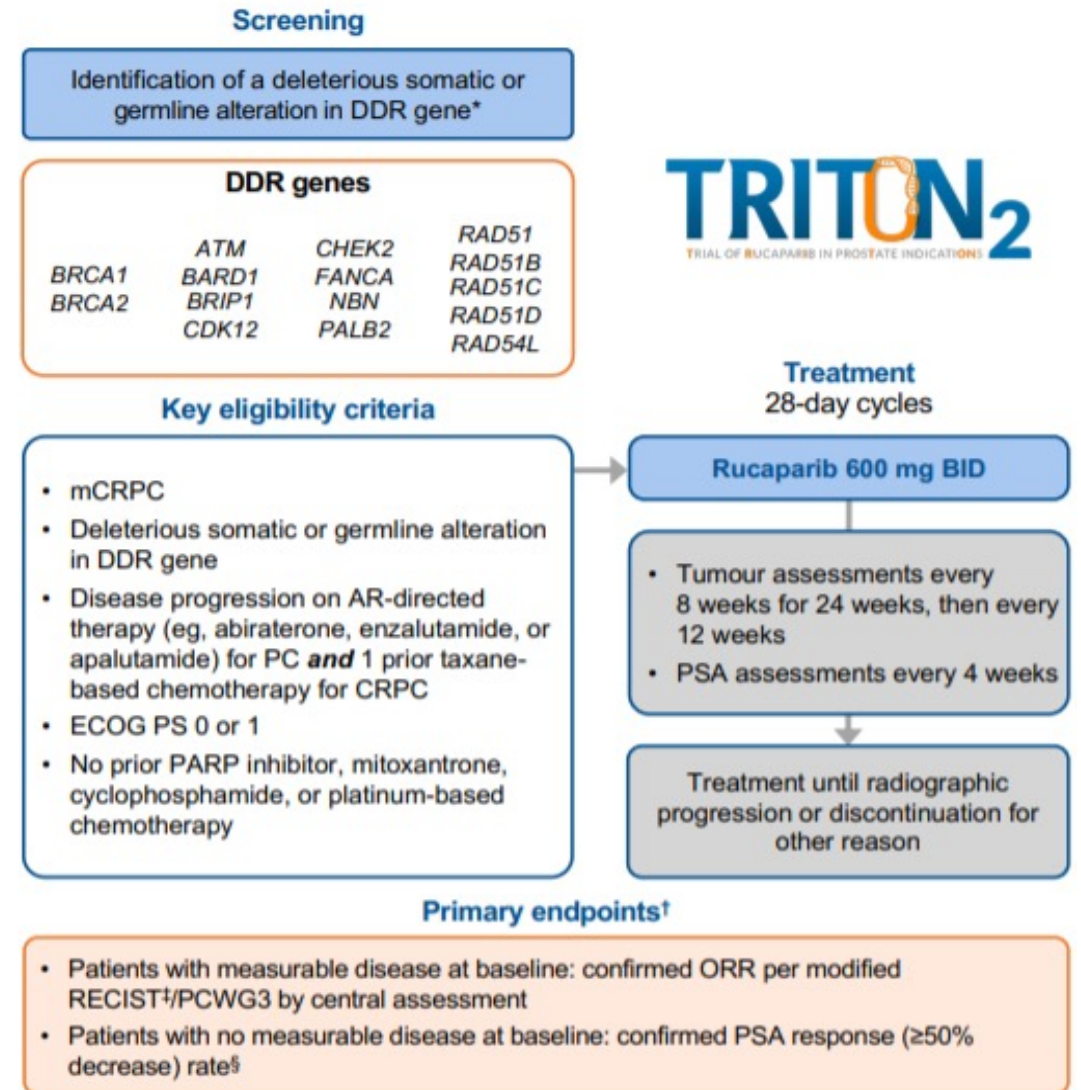 Screening
Identification of a deleterious somatic or
germline alteration in DDR gene*
DDR genes
BRCA1
BRCA2
ATM
BARD1
BRIP1
CDK12
CHEK2
FANCA
NBN
PALB2
RAD51
RAD51B
RAD51C
RAD51D
RAD54L
TRITON2
TRIAL OF RUCAPARIB IN PROSTATE INDICATIONS
Key eligibility criteria
• mCRPC
• Deleterious somatic or germline alteration
in DDR gene
• Disease progression on AR-directed
therapy (eg, abiraterone, enzalutamide, or
apalutamide) for PC and 1 prior taxane-
based chemotherapy for CRPC
• ECOG PS 0 or 1
• No prior PARP inhibitor, mitoxantrone,
cyclophosphamide, or platinum-based
chemotherapy
Treatment
28-day cycles
Rucaparib 600 mg BID
• Tumour assessments every
8 weeks for 24 weeks, then every
12 weeks
• PSA assessments every 4 weeks
Treatment until radiographic
progression or discontinuation for
other reason
Primary endpoints†
• Patients with measurable disease at baseline: confirmed ORR per modified
RECIST‡/PCWG3 by central assessment
• Patients with no measurable disease at baseline: confirmed PSA response (≥50%
decrease) rate§